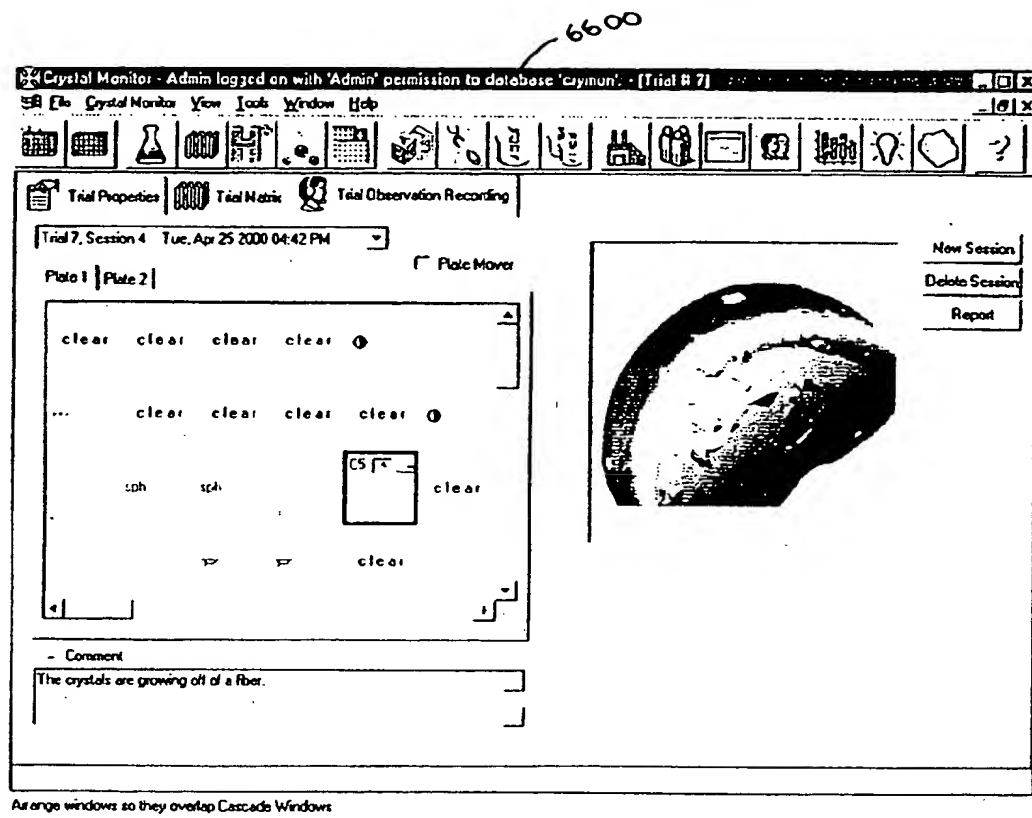 6600
Crystal Monitor - Admin logged on with 'Admin' permission to database 'crymon'. - [Trial # 7]
File Crystal Monitor View Tools Window Help
Trial Properties Trial Matrix Trial Observation Recording
Trial 7, Session 4 Tue, Apr 25 2000 04:42 PM
Plate Mover
New Session
Plate 1 Plate 2
Delete Session
Report
clear clear clear clear
... clear clear clear clear
C5 4
sph sph clear
clear
- Comment
The crystals are growing off of a fiber.
Arrange windows so they overlap Cascade Windows